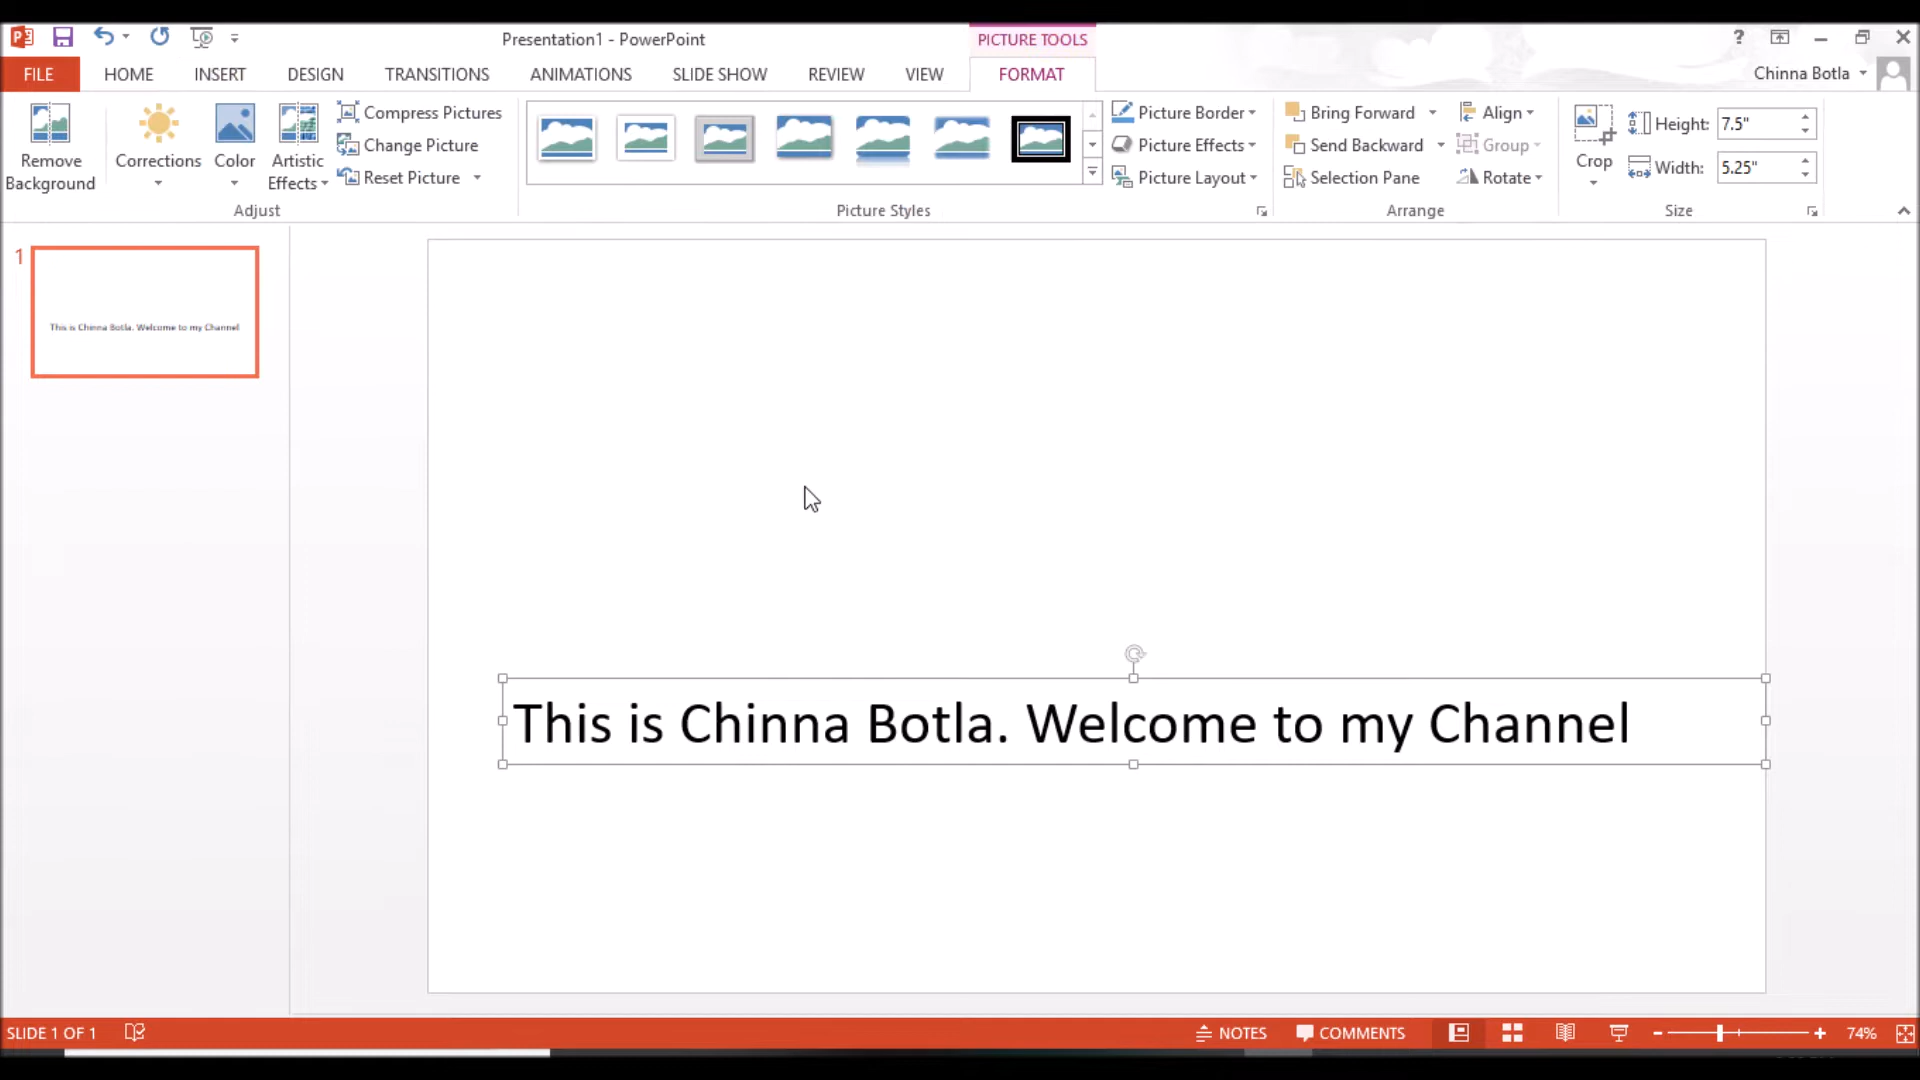 Presentation1 - PowerPoint
PICTURE TOOLS
?
FILE HOME INSERT DESIGN TRANSITIONS ANIMATIONS SLIDE SHOW REVIEW VIEW FORMAT Chinna Botla
Remove Background
Corrections
Color
Artistic Effects
Compress Pictures
Change Picture
Reset Picture
Adjust
Picture Styles
Picture Border
Picture Effects
Picture Layout
Bring Forward
Send Backward
Selection Pane
Align
Group
Rotate
Arrange
Crop
Height: 7.5"
Width: 5.25"
Size
1
This is Chinna Botla. Welcome to my Channel
This is Chinna Botla. Welcome to my Channel
SLIDE 1 OF 1 NOTES COMMENTS 74%